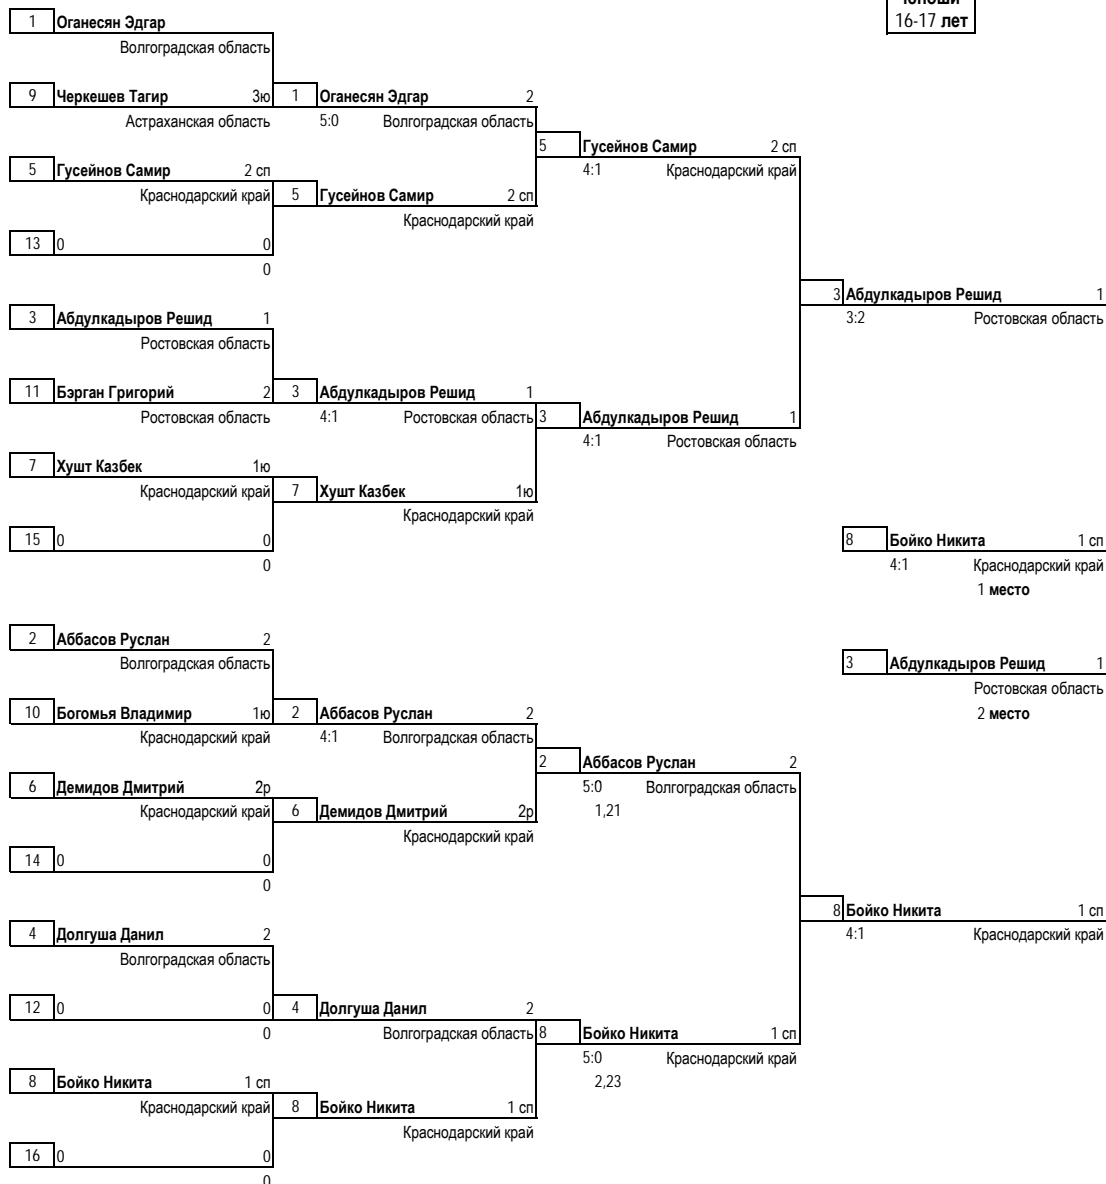 юноши
16-17 лет
1 Оганесян Эдгар
Волгоградская область
9 Черкешев Тагир 3ю 1 Оганесян Эдгар 2
Астраханская область 5:0 Волгоградская область
5 Гусейнов Самир 2 сп
4:1 Краснодарский край
5 Гусейнов Самир 2 сп
Краснодарский край 5 Гусейнов Самир 2 сп
Краснодарский край
13 0 0
0
3 Абдулкадыров Решид 1
3:2 Ростовская область
3 Абдулкадыров Решид 1
Ростовская область
11 Бэрган Григорий 2 3 Абдулкадыров Решид 1
Ростовская область 4:1 Ростовская область 3 Абдулкадыров Решид 1
4:1 Ростовская область
7 Хушт Казбек 1ю
Краснодарский край 7 Хушт Казбек 1ю
Краснодарский край
15 0 0
0
8 Бойко Никита 1 сп
4:1 Краснодарский край
1 место
2 Аббасов Руслан 2
Волгоградская область
3 Абдулкадыров Решид 1
Ростовская область
2 место
10 Богомья Владимир 1ю 2 Аббасов Руслан 2
Краснодарский край 4:1 Волгоградская область
2 Аббасов Руслан 2
5:0 Волгоградская область
1,21
6 Демидов Дмитрий 2р
Краснодарский край 6 Демидов Дмитрий 2р
Краснодарский край
14 0 0
0
8 Бойко Никита 1 сп
4:1 Краснодарский край
4 Долгуша Данил 2
Волгоградская область
12 0 0 4 Долгуша Данил 2
0 Волгоградская область 8 Бойко Никита 1 сп
5:0 Краснодарский край
2,23
8 Бойко Никита 1 сп
Краснодарский край 8 Бойко Никита 1 сп
Краснодарский край
16 0 0
0